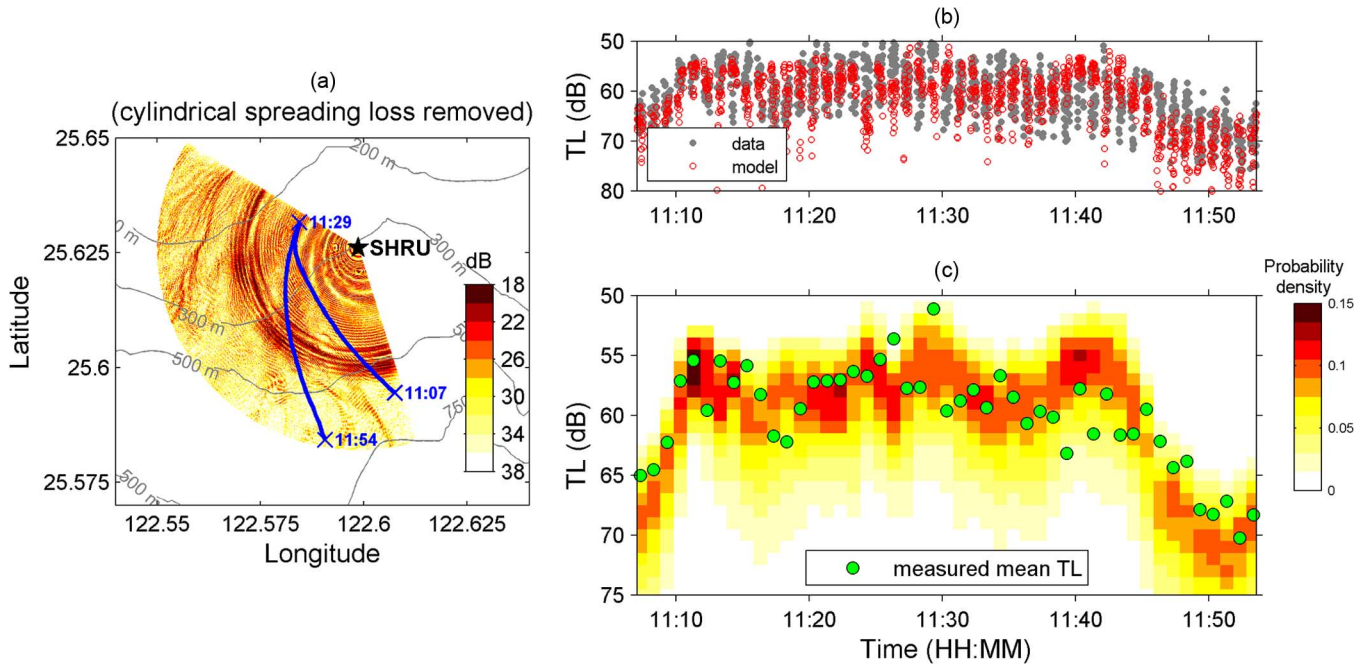 (a)
(cylindrical spreading loss removed)
25.65
25.625
25.6
25.575
Latitude
122.55
122.575
122.6
122.625
Longitude
200 m
300 m
0 m
300 m
500 m
500
750
500 m
11:29
SHRU
11:07
11:54
dB
18
22
26
30
34
38
(b)
50
60
70
80
TL (dB)
data
model
11:10
11:20
11:30
11:40
11:50
(c)
50
55
60
65
70
75
TL (dB)
measured mean TL
11:10
11:20
11:30
11:40
11:50
Time (HH:MM)
Probability
density
0.15
0.1
0.05
0